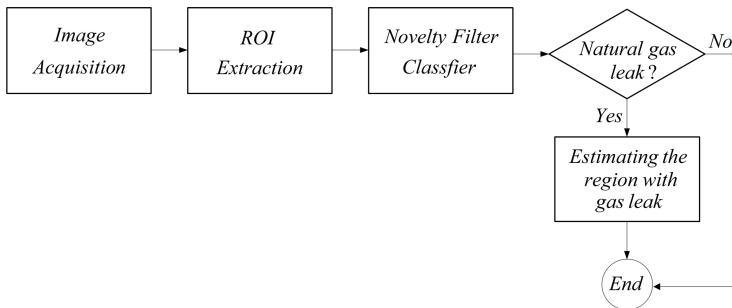 Image
Acquisition
ROI
Extraction
Novelty Filter
Classfier
Natural gas
leak?
No
Yes
Estimating the
region with
gas leak
End